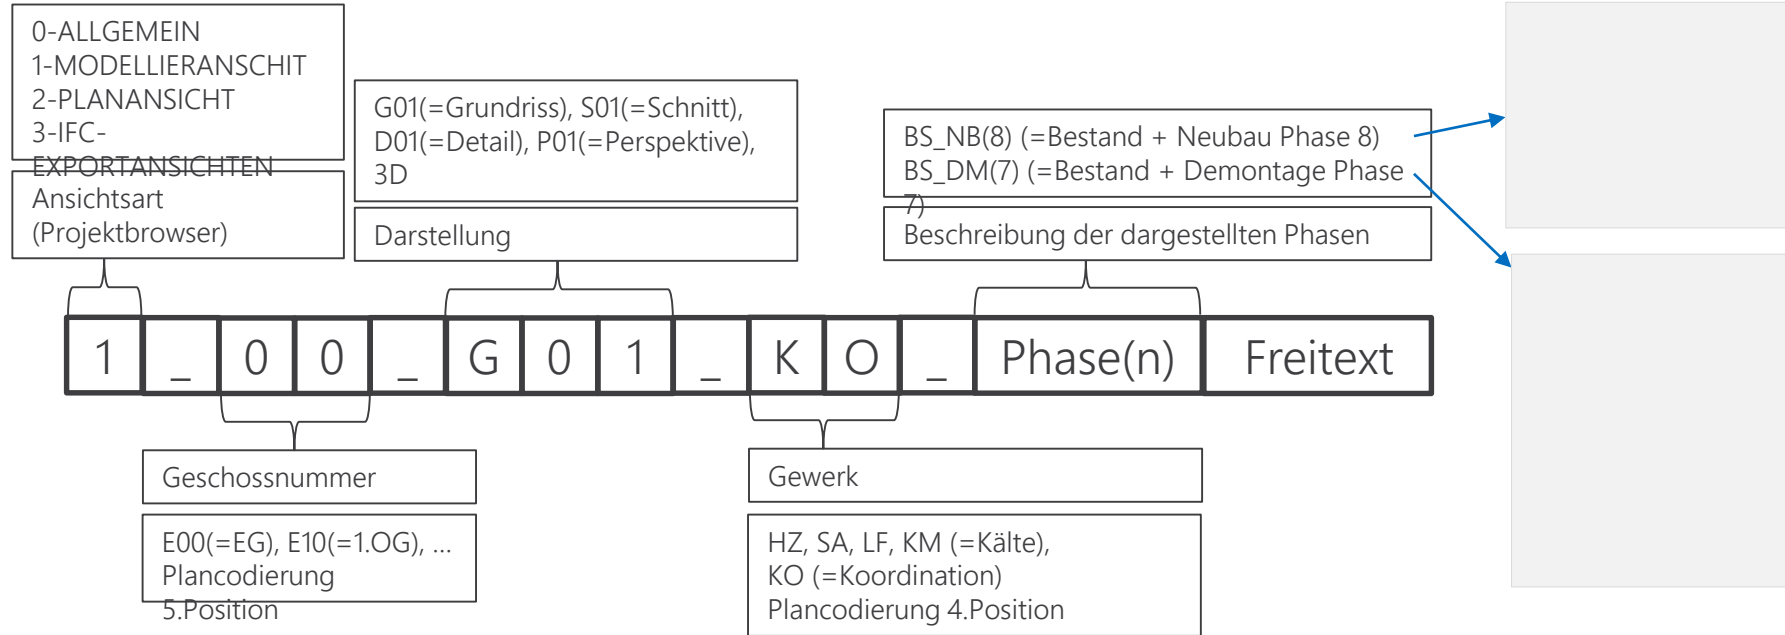 0-ALLGEMEIN
1-MODELLIERANSCHIT
2-PLANANSICHT
3-IFC-
EXPORTANSICHTEN
Ansichtsart
(Projektbrowser)
G01(=Grundriss), S01(=Schnitt),
D01(=Detail), P01(=Perspektive),
3D
Darstellung
BS_NB(8) (=Bestand + Neubau Phase 8)
BS_DM(7) (=Bestand + Demontage Phase
7)
Beschreibung der dargestellten Phasen
1 _ 0 0 _ G 0 1 _ K O _ Phase(n) Freitext
Geschossnummer
E00(=EG), E10(=1.OG), ...
Plancodierung
5.Position
Gewerk
HZ, SA, LF, KM (=Kälte),
KO (=Koordination)
Plancodierung 4.Position